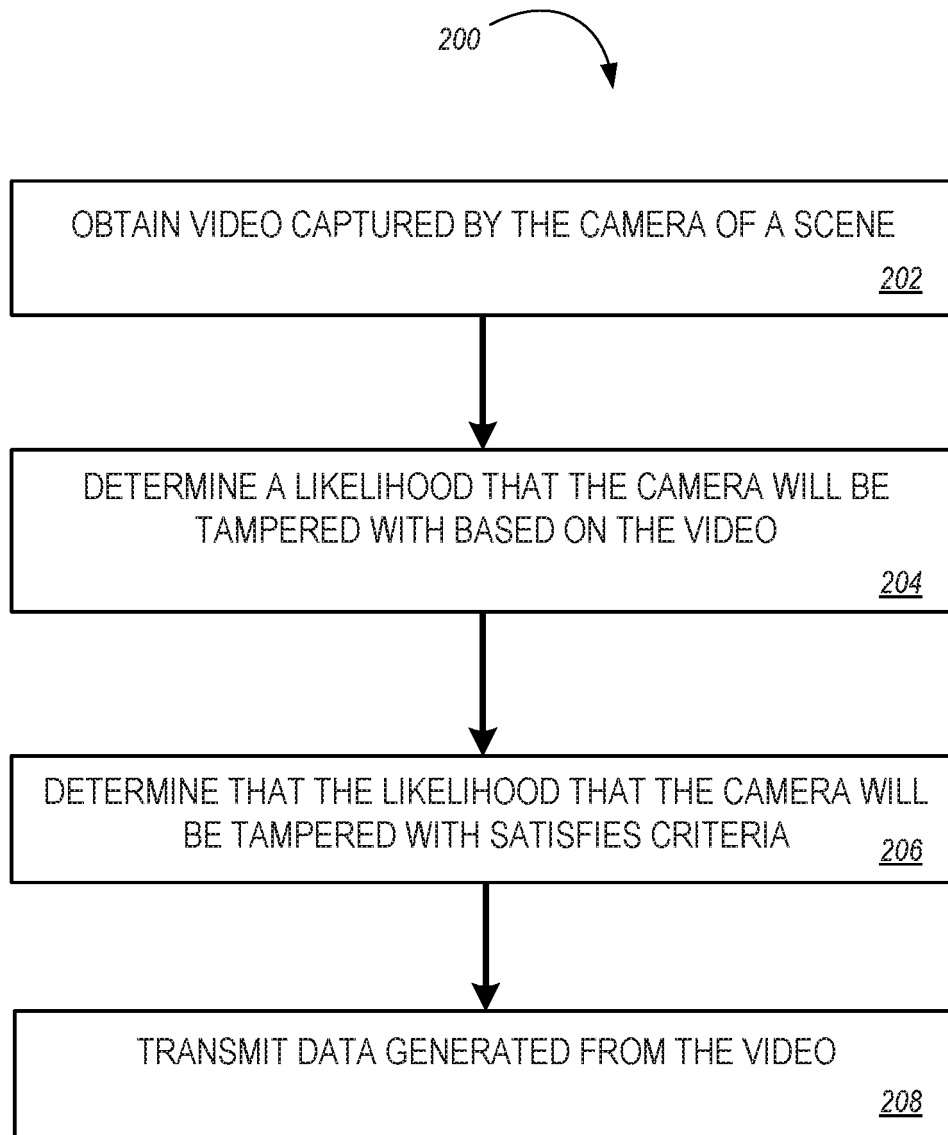 200
OBTAIN VIDEO CAPTURED BY THE CAMERA OF A SCENE
202
DETERMINE A LIKELIHOOD THAT THE CAMERA WILL BE
TAMPERED WITH BASED ON THE VIDEO
204
DETERMINE THAT THE LIKELIHOOD THAT THE CAMERA WILL
BE TAMPERED WITH SATISFIES CRITERIA
206
TRANSMIT DATA GENERATED FROM THE VIDEO
208